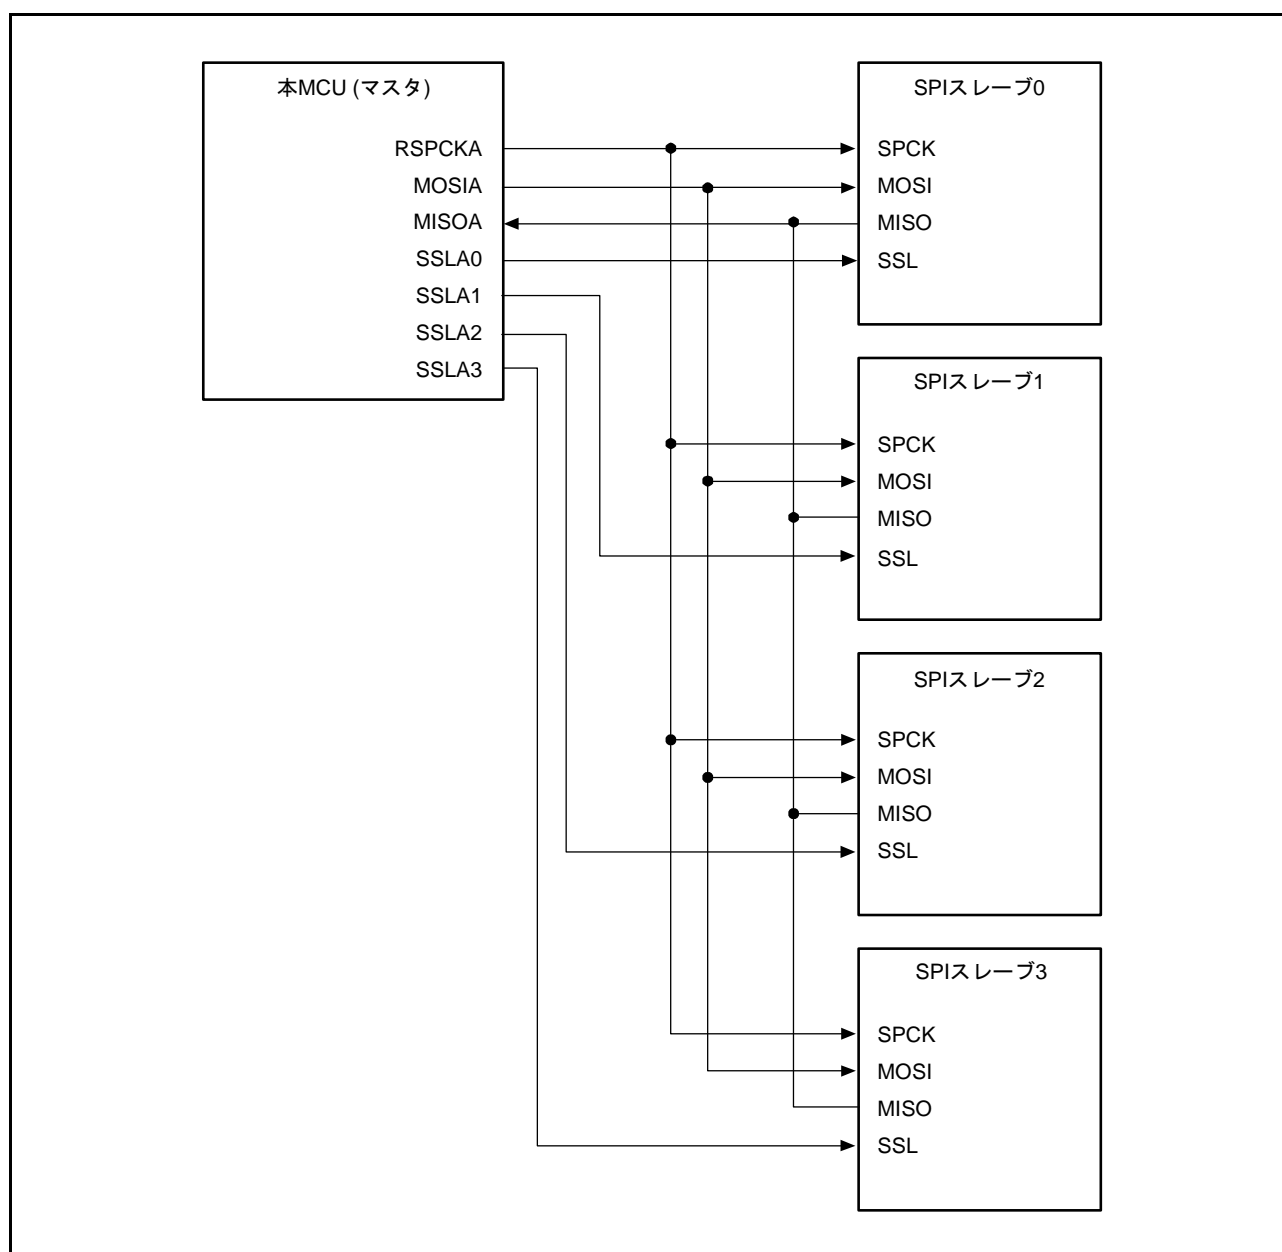 本MCU (マスタ)
RSPCKA
MOSIA
MISOA
SSLA0
SSLA1
SSLA2
SSLA3
SPIスレーブ0
SPCK
MOSI
MISO
SSL
SPIスレーブ1
SPCK
MOSI
MISO
SSL
SPIスレーブ2
SPCK
MOSI
MISO
SSL
SPIスレーブ3
SPCK
MOSI
MISO
SSL